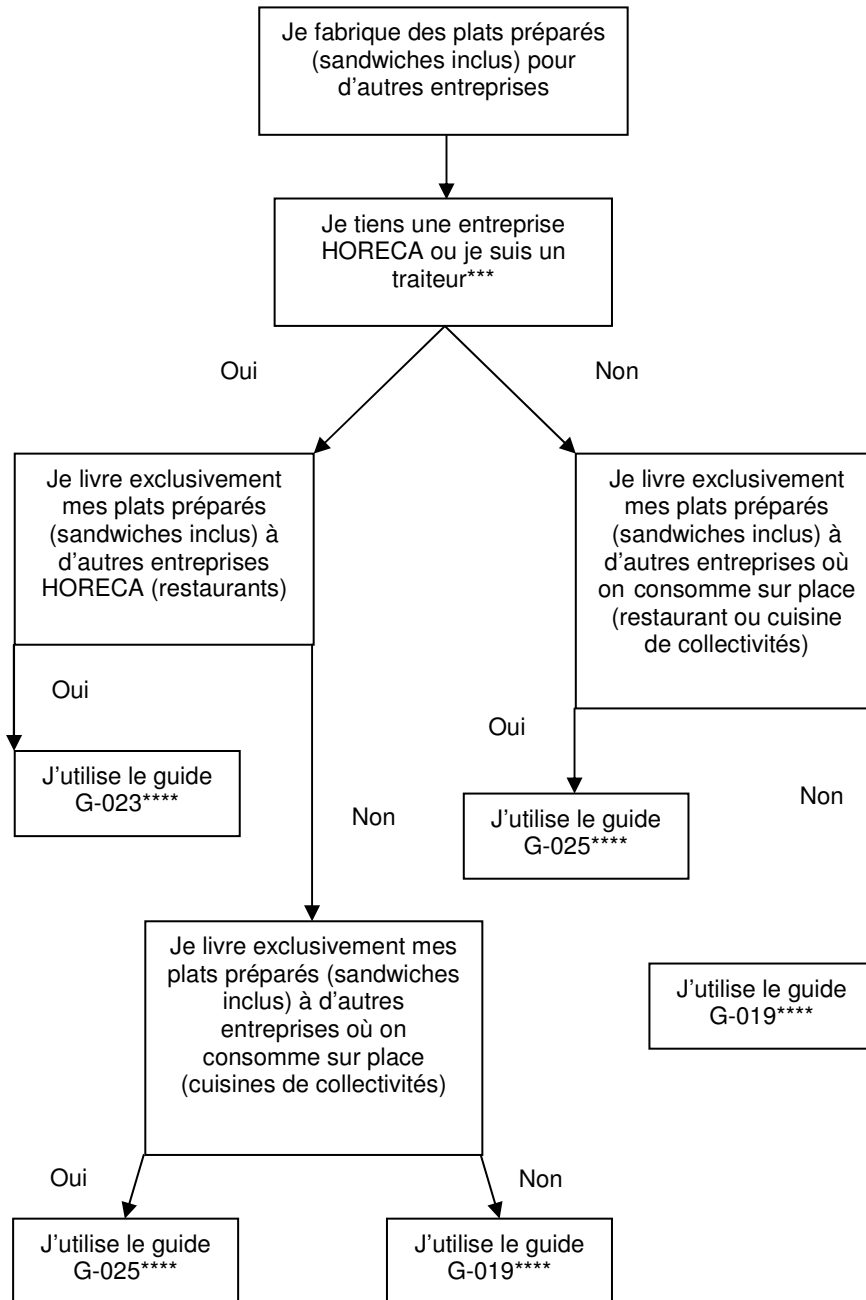 Je fabrique des plats préparés
(sandwiches inclus) pour
d'autres entreprises
Je tiens une entreprise
HORECA ou je suis un
traiteur***
Oui
Non
Je livre exclusivement
mes plats préparés
(sandwiches inclus) à
d'autres entreprises
HORECA (restaurants)
Je livre exclusivement
mes plats préparés
(sandwiches inclus) à
d'autres entreprises où
on consomme sur place
(restaurant ou cuisine
de collectivités)
Oui
J'utilise le guide
G-023****
Non
Oui
J'utilise le guide
G-025****
Non
Je livre exclusivement mes
plats préparés (sandwiches
inclus) à d'autres
entreprises où on
consomme sur place
(cuisines de collectivités)
J'utilise le guide
G-019****
Oui
Non
J'utilise le guide
G-025****
J'utilise le guide
G-019****